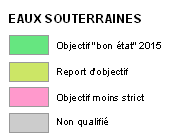 EAUX SOUTERRAINES
Objectif "bon état" 2015
Report d'objectif
Objectif moins strict
Non qualifié